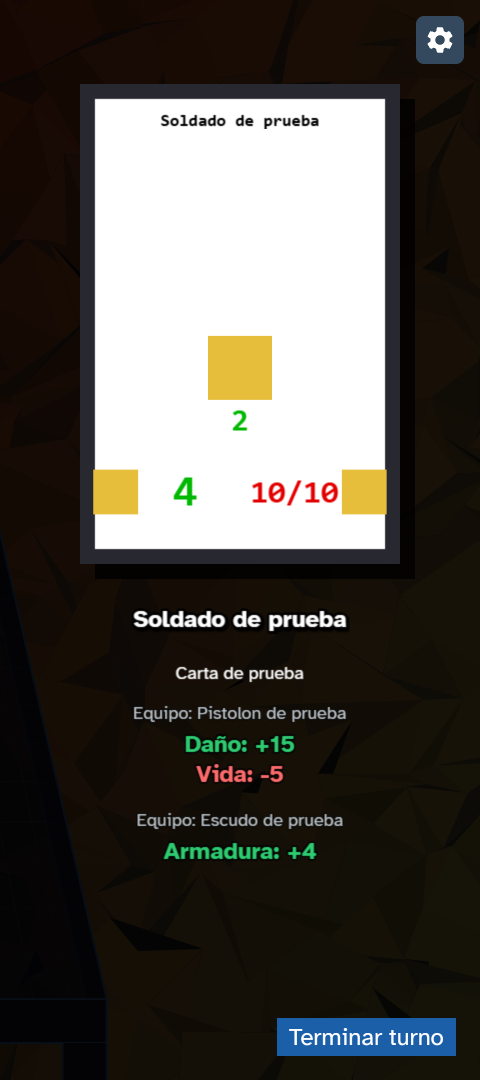 Soldado de prueba
2
4
10/10
Soldado de prueba
Carta de prueba
Equipo: Pistolon de prueba
Daño: +15
Vida: -5
Equipo: Escudo de prueba
Armadura: +4
Terminar turno